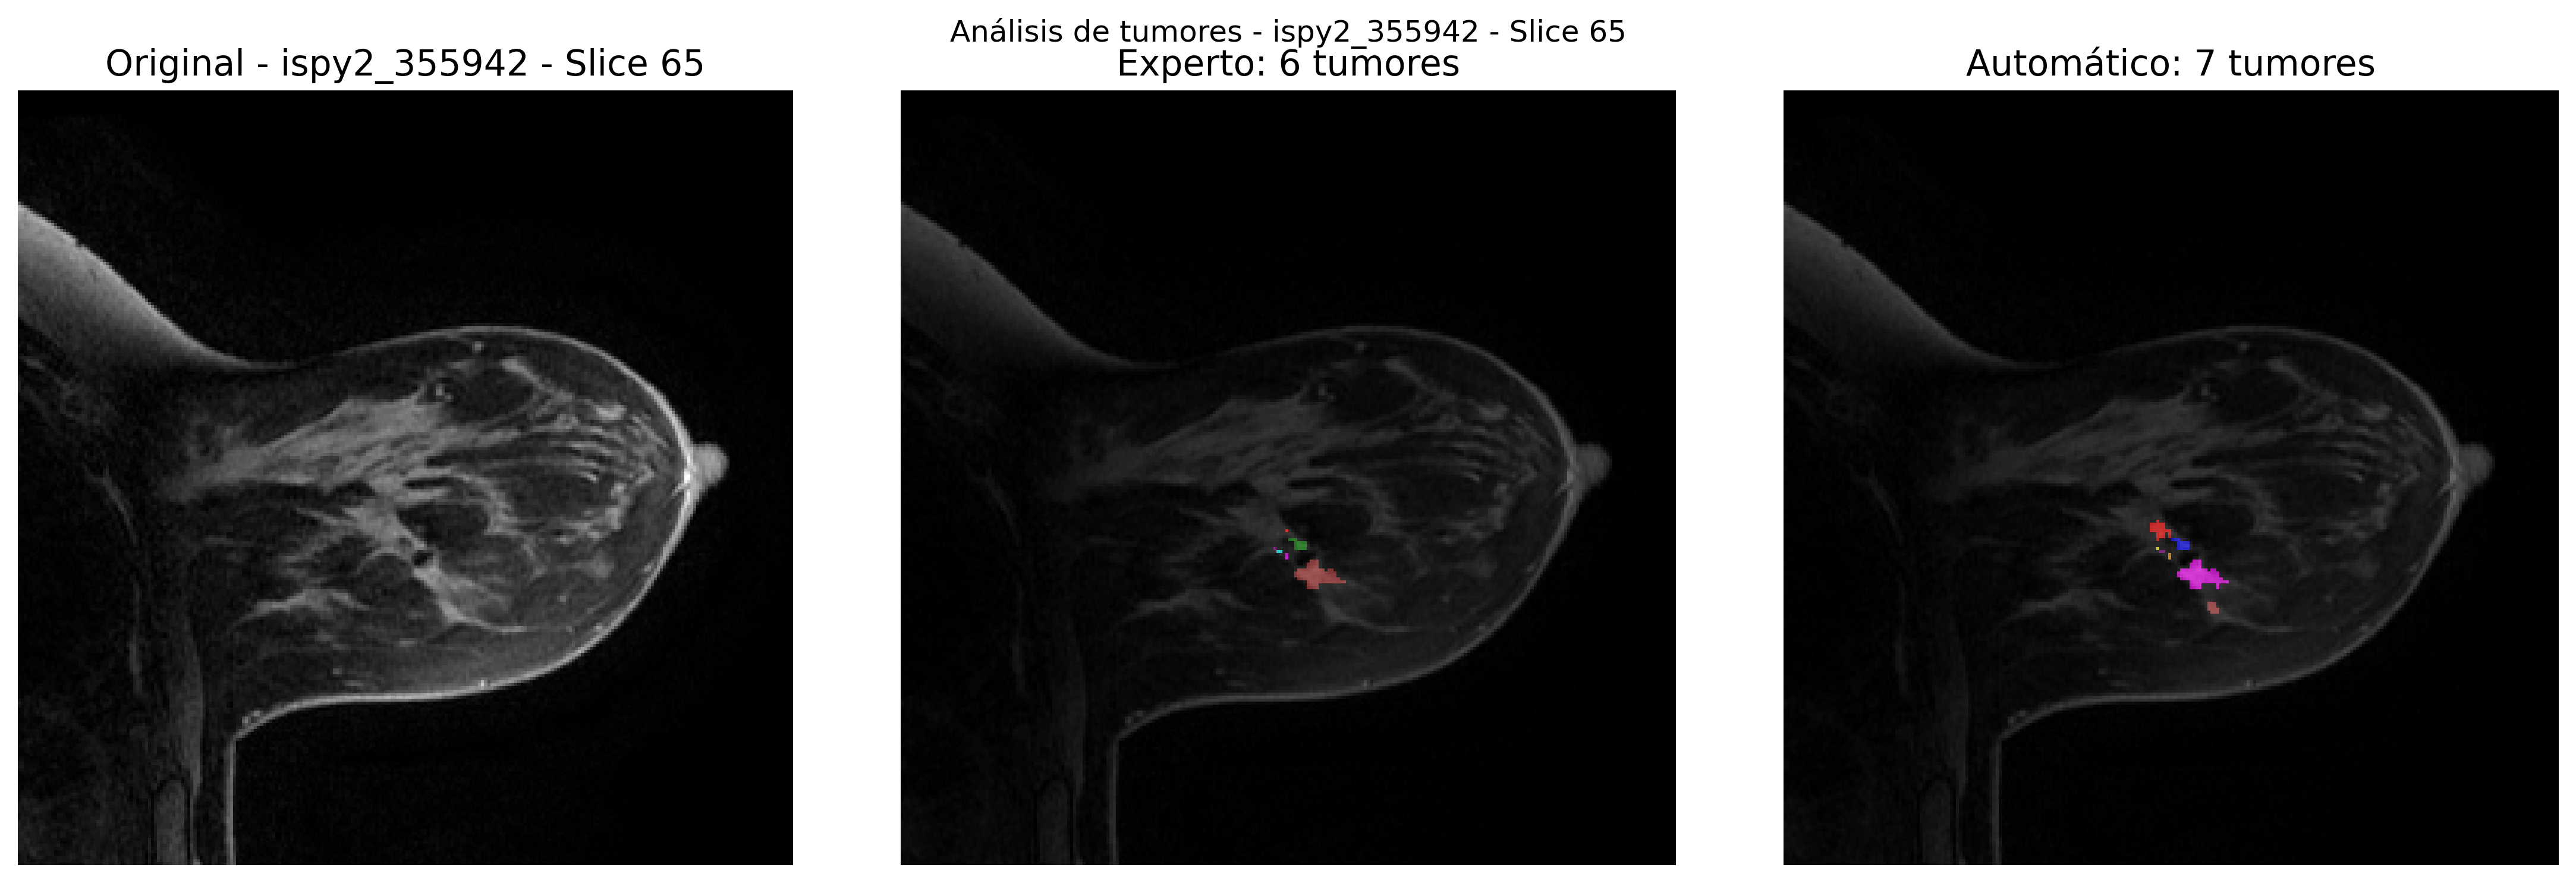 Análisis de tumores - ispy2_355942 - Slice 65
Original - ispy2_355942 - Slice 65
Experto: 6 tumores
Automático: 7 tumores